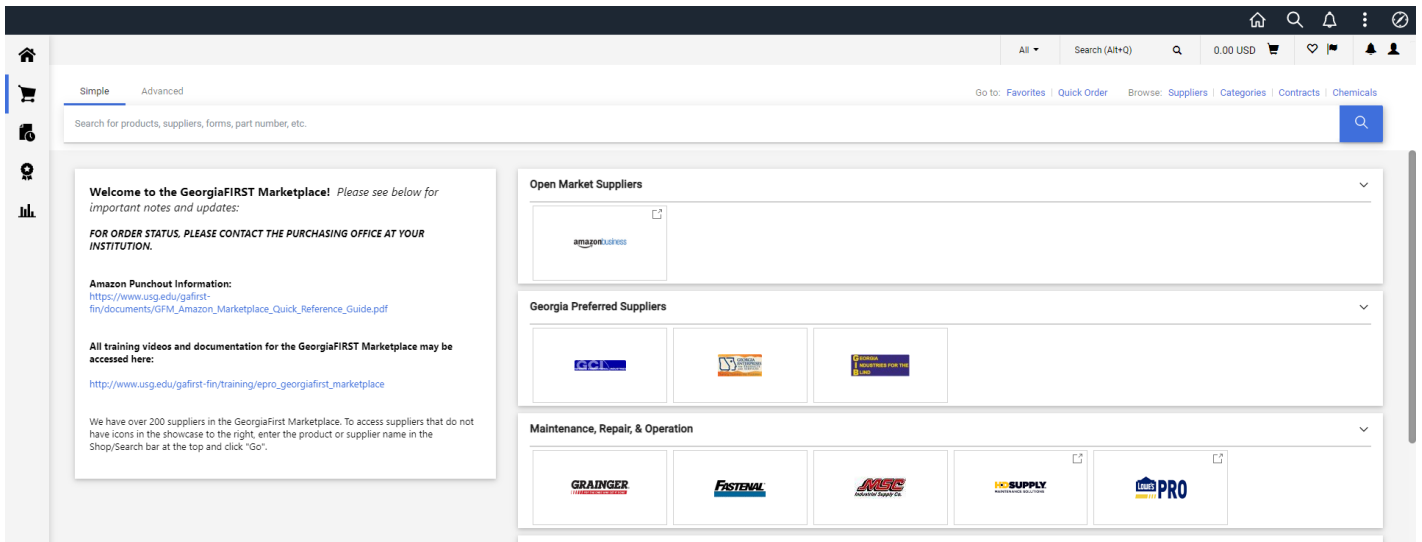 All
Search (Alt+Q)
0.00 USD
Simple
Advanced
Go to: Favorites | Quick Order Browse: Suppliers | Categories | Contracts | Chemicals
Search for products, suppliers, forms, part number, etc.
Welcome to the GeorgiaFIRST Marketplace! Please see below for
important notes and updates:
FOR ORDER STATUS, PLEASE CONTACT THE PURCHASING OFFICE AT YOUR
INSTITUTION.
Amazon Punchout Information:
https://www.usg.edu/gafirst-
fin/documents/GFM_Amazon_Marketplace_Quick_Reference_Guide.pdf
All training videos and documentation for the GeorgiaFIRST Marketplace may be
accessed here:
http://www.usg.edu/gafirst-fin/training/epro_georgiafirst_marketplace
We have over 200 suppliers in the GeorgiaFirst Marketplace. To access suppliers that do not
have icons in the showcase to the right, enter the product or supplier name in the
Shop/Search bar at the top and click "Go".
Open Market Suppliers
amazonbusiness
Georgia Preferred Suppliers
GCI
GEORGIA
ENTERPRISES
GEORGIA
INDUSTRIES FOR THE
BLIND
Maintenance, Repair, & Operation
GRAINGER
FASTENAL
MSC
Industrial Supply Co.
HD SUPPLY
MAINTENANCE SOLUTIONS
LOWE'S PRO